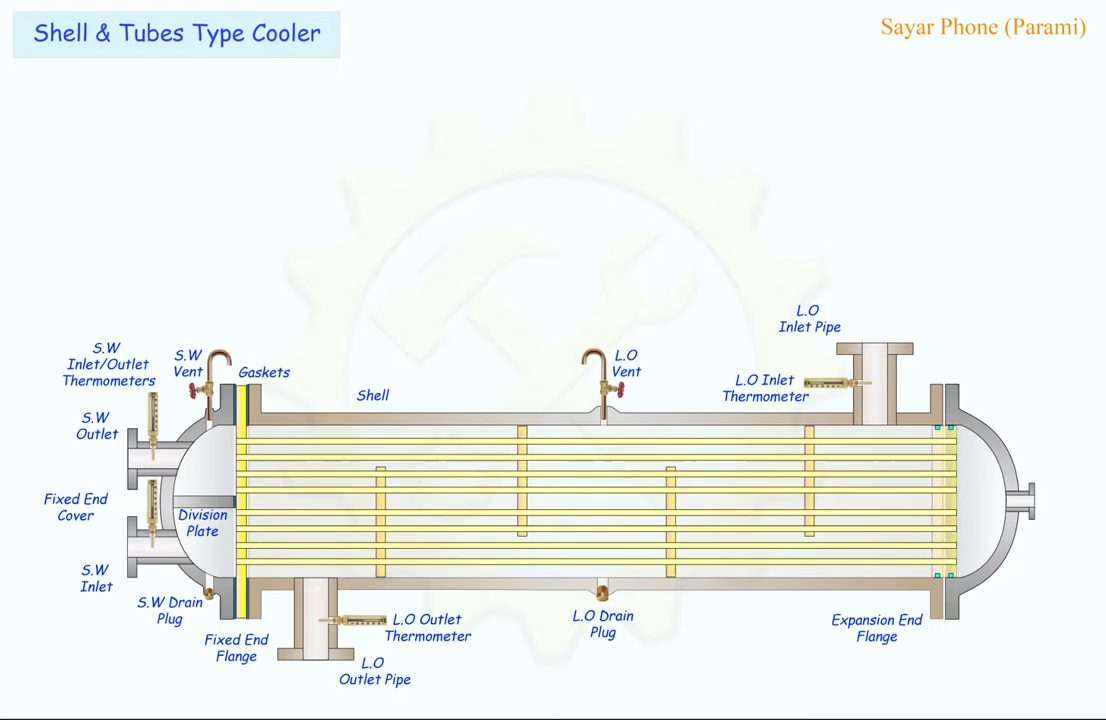 Shell & Tubes Type Cooler
Sayar Phone (Parami)
L.O
Inlet Pipe
S.W
Inlet/Outlet
Thermometers
S.W
Vent
Gaskets
L.O
Vent
L.O Inlet
Thermometer
Shell
S.W
Outlet
Fixed End
Cover
Division
Plate
S.W
Inlet
S.W Drain
Plug
L.O Outlet
Thermometer
L.O Drain
Plug
Expansion End
Flange
Fixed End
Flange
L.O
Outlet Pipe